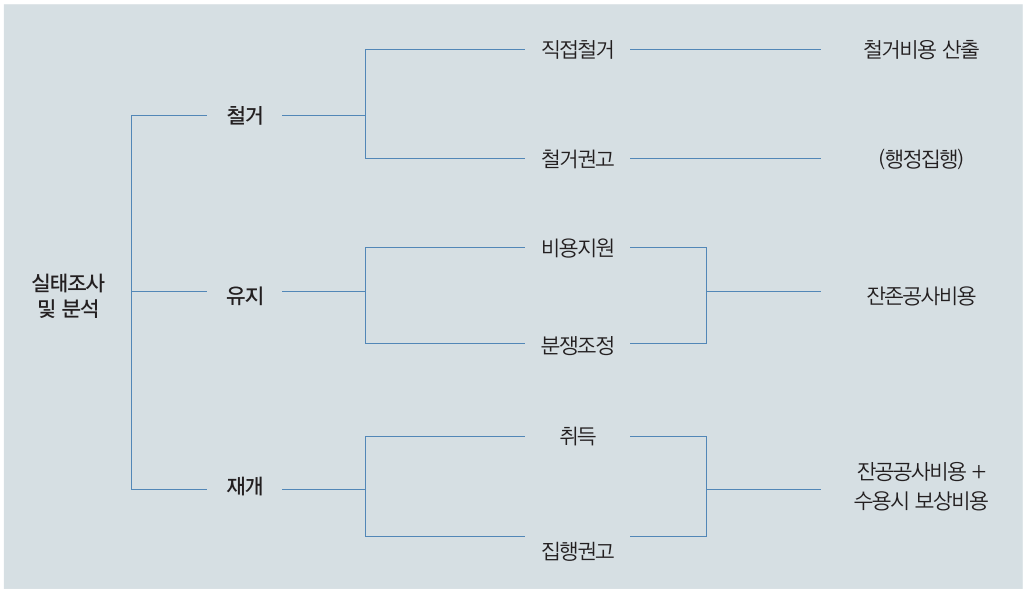 직접철거
철거비용 산출
철거
철거권고
(행정집행)
실태조사
및 분석
비용지원
유지
잔존공사비용
분쟁조정
취득
재개
잔공공사비용 +
수용시 보상비용
집행권고